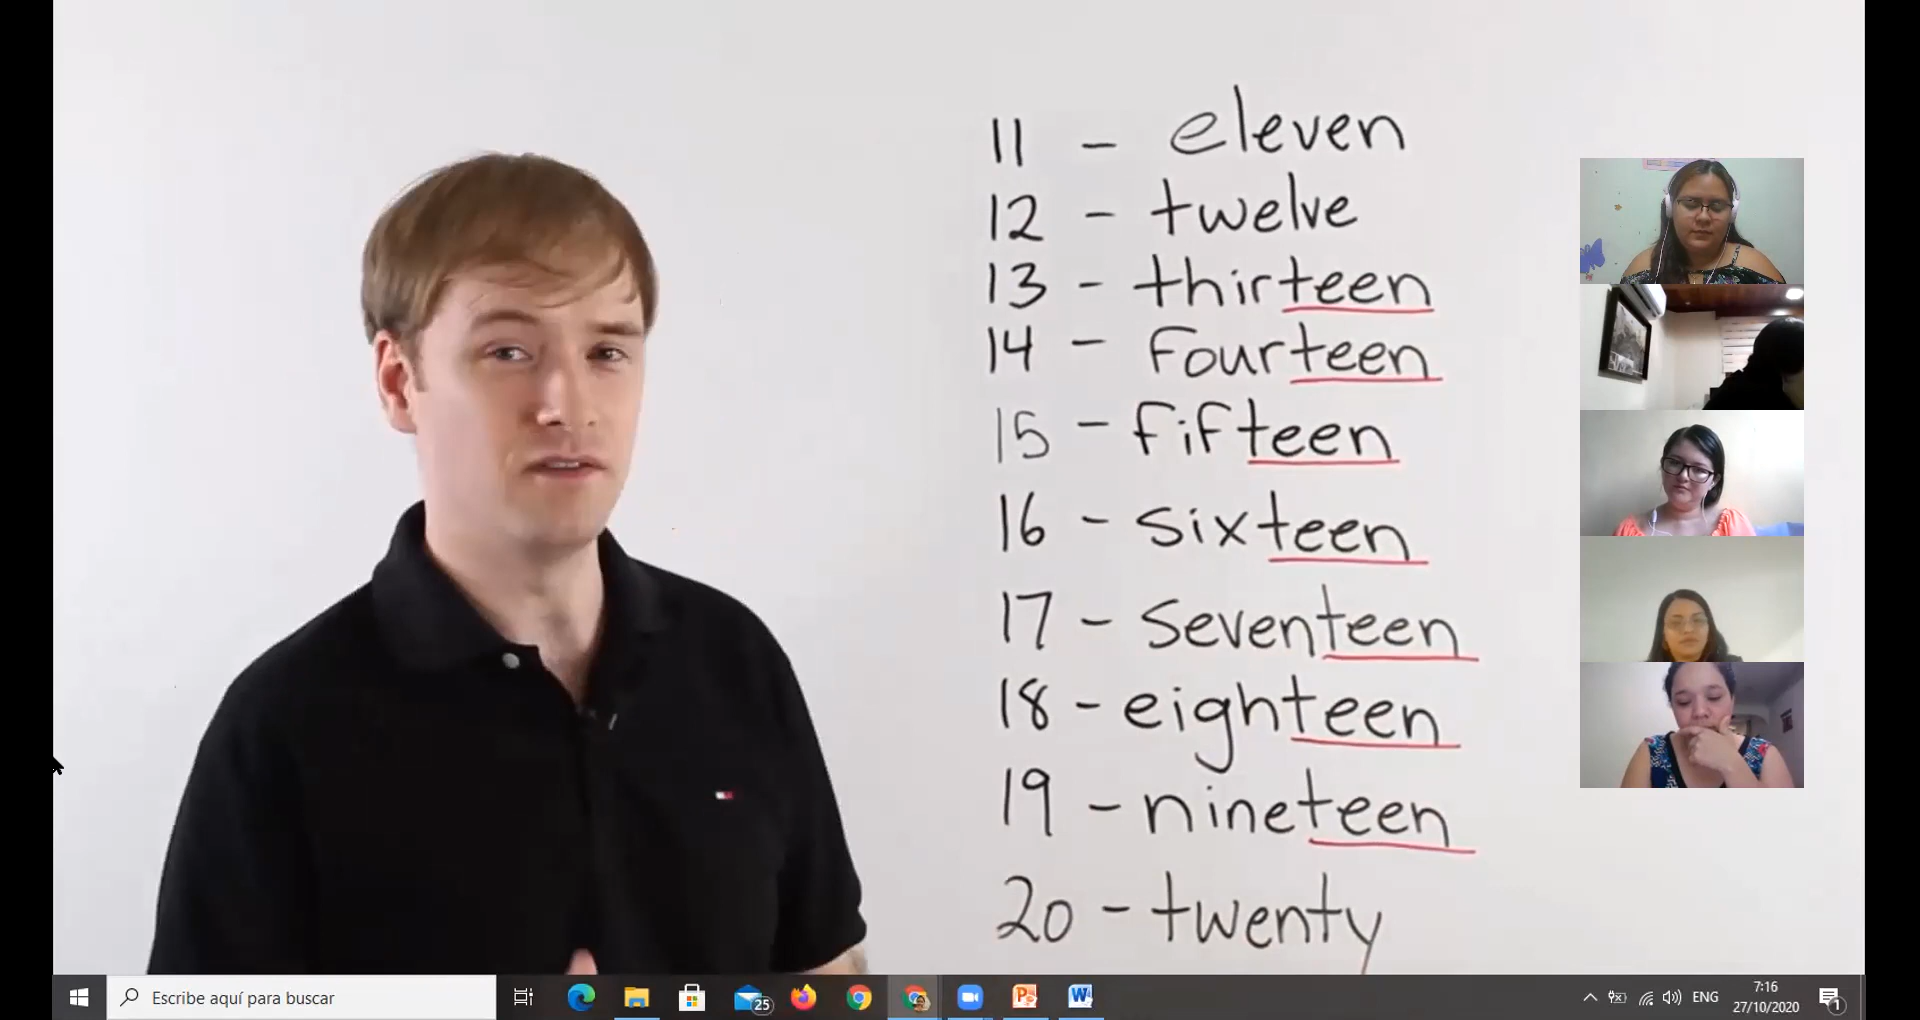 11 - eleven
12 - twelve
13 - thirteen
14 - fourteen
15 - fifteen
16 - sixteen
17 - seventeen
18 - eighteen
19 - nineteen
20 - twenty
Escribe aquí para buscar
25
ENG
7:16
27/10/2020
1